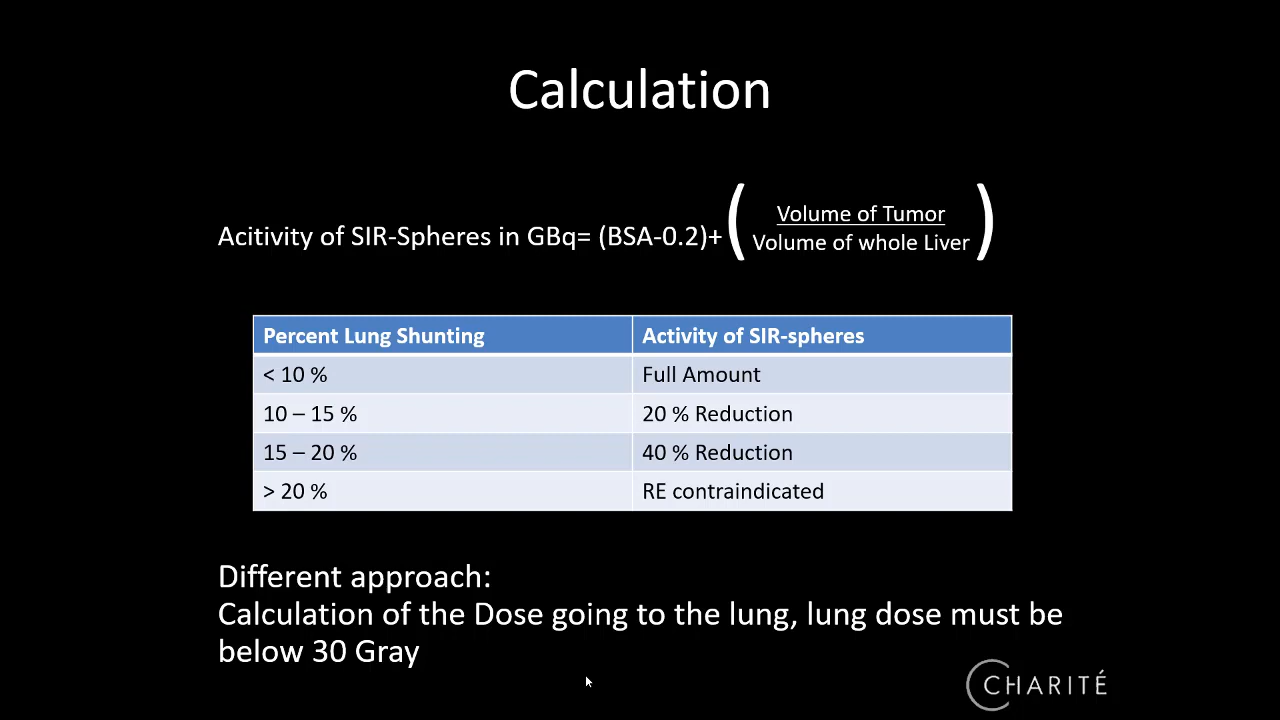 Calculation
Acitivity of SIR-Spheres in GBq= (BSA-0.2)+ ( Volume of Tumor
Volume of whole Liver )
Percent Lung Shunting Activity of SIR-spheres
< 10 % Full Amount
10 – 15 % 20 % Reduction
15 – 20 % 40 % Reduction
> 20 % RE contraindicated
Different approach:
Calculation of the Dose going to the lung, lung dose must be
below 30 Gray
CHARITÉ